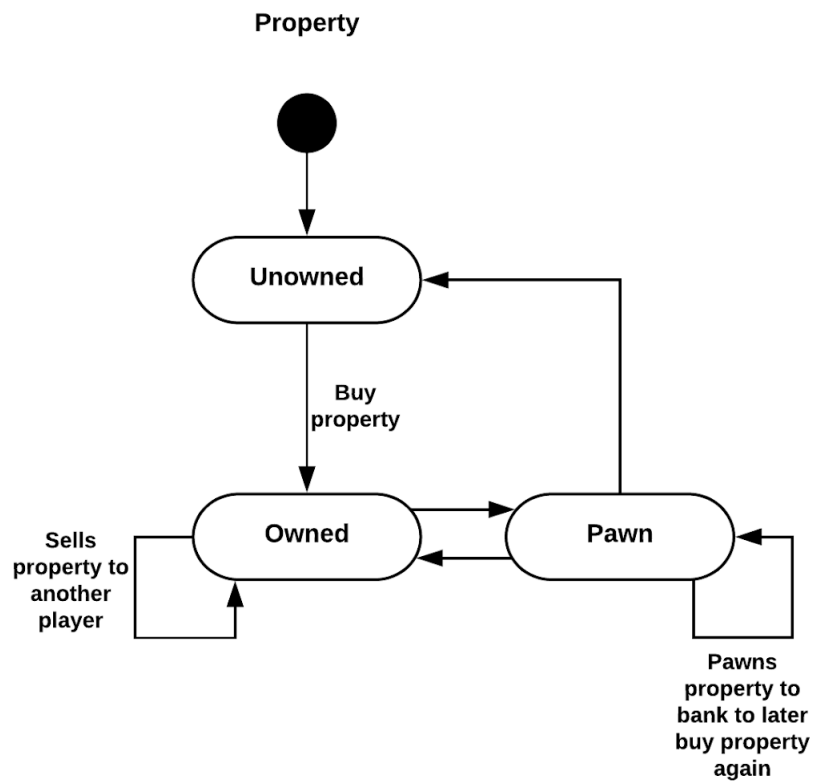 Property
Unowned
Buy
property
Owned
Pawn
Sells
property to
another
player
Pawns
property to
bank to later
buy property
again